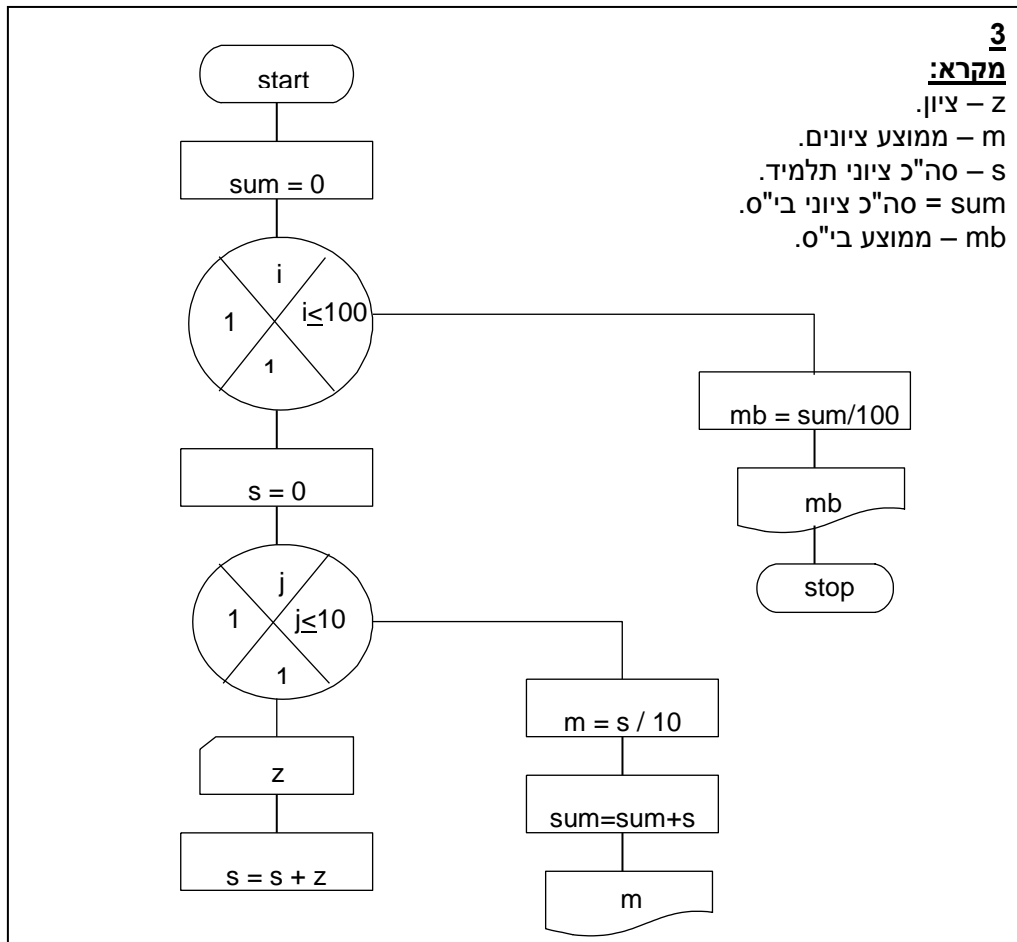 3
מקרא:
z – ציון.
m – ממוצע ציונים.
s – סה"כ ציוני תלמיד.
sum = סה"כ ציוני בי"ס.
mb – ממוצע בי"ס.
start
sum = 0
i
1
i≤100
1
mb = sum/100
s = 0
mb
stop
j
1
j≤10
1
m = s / 10
z
sum=sum+s
s = s + z
m